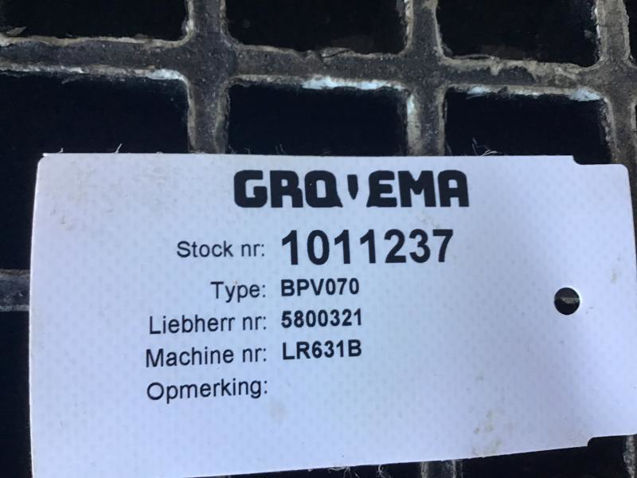 GRO'EMA
Stock nr: 1011237
Type: BPV070
Liebherr nr: 5800321
Machine nr: LR631B
Opmerking: